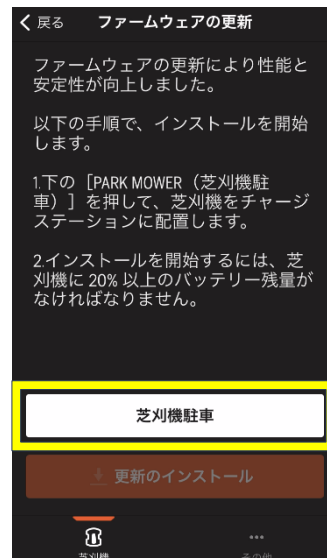 戻る ファームウェアの更新
ファームウェアの更新により性能と
安定性が向上しました。
以下の手順で、インストールを開始
します。
1.下の［PARK MOWER（芝刈機駐
車）］を押して、芝刈機をチャージ
ステーションに配置します。
2.インストールを開始するには、芝
刈機に 20% 以上のバッテリー残量が
なければなりません。
芝刈機駐車
更新のインストール
芝刈機 その他